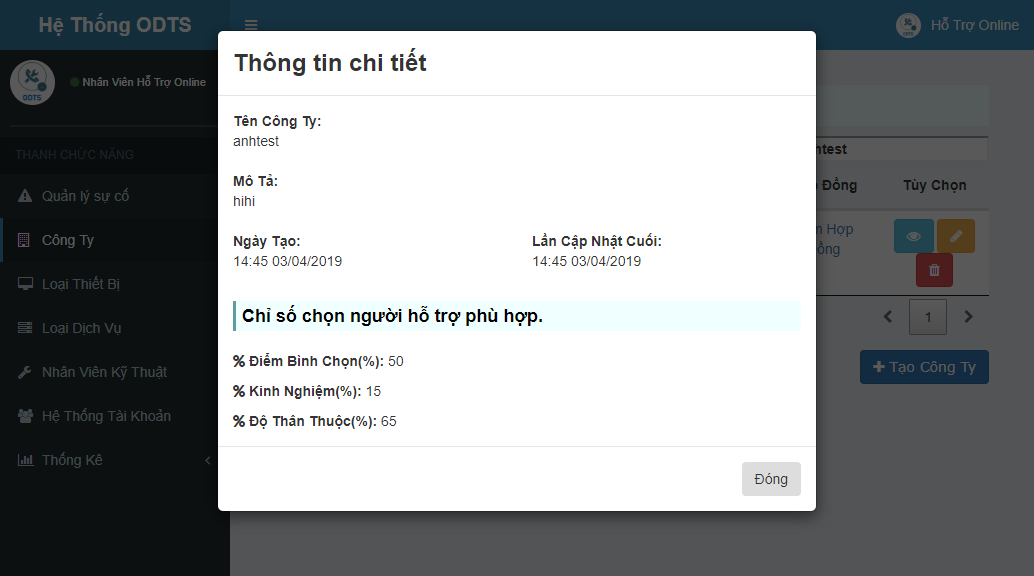 Hệ Thống ODTS
Hỗ Trợ Online
ODTS
Nhân Viên Hỗ Trợ Online
THANH CHỨC NĂNG
Quản lý sự cố
Công Ty
Loại Thiết Bị
Loại Dịch Vụ
Nhân Viên Kỹ Thuật
Hệ Thống Tài Khoản
Thống Kê
Thông tin chi tiết
Tên Công Ty:
anhtest
Mô Tả:
hihi
Ngày Tạo: Lần Cập Nhật Cuối:
14:45 03/04/2019 14:45 03/04/2019
Chỉ số chọn người hỗ trợ phù hợp.
% Điểm Bình Chọn(%): 50
% Kinh Nghiệm(%): 15
% Độ Thân Thuộc(%): 65
Đóng
Đồng Tùy Chọn
Hợp
1
Tạo Công Ty